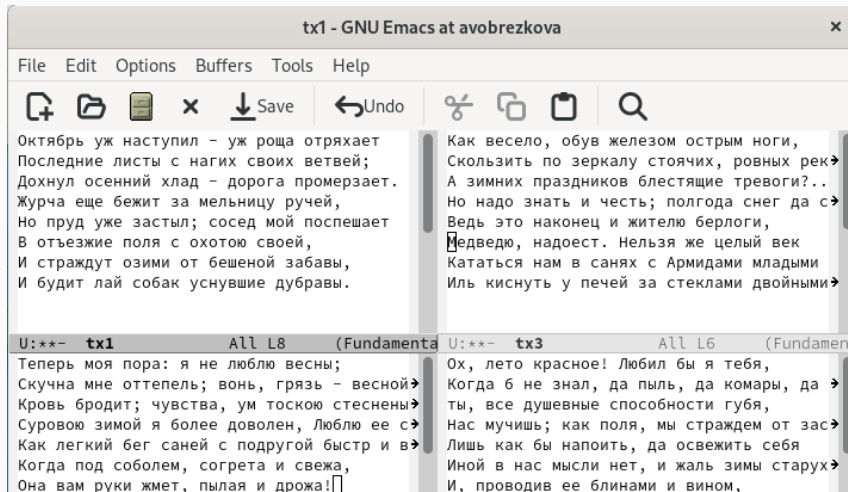 tx1 - GNU Emacs at avobrezkova
File Edit Options Buffers Tools Help
Save Undo
Октябрь уж наступил - уж роща отряхает
Последние листы с нагих своих ветвей;
Дохнул осенний хлад - дорога промерзает.
Журча еще бежит за мельницу ручей,
Но пруд уже застыл; сосед мой поспешает
В отъезжие поля с охотою своей,
И страждут озими от бешеной забавы,
И будит лай собак уснувшие дубравы.
U:**- tx1 All L8 (Fundamenta
Как весело, обув железом острым ноги,
Скользить по зеркалу стоячих, ровных рек
А зимних праздников блестящие тревоги?..
Но надо знать и честь; полгода снег да с
Ведь это наконец и жителю берлоги,
Медведю, надоест. Нельзя же целый век
Кататься нам в санях с Армидами младыми
Иль киснуть у печей за стеклами двойными
U:**- tx3 All L6 (Fundamen
Теперь моя пора: я не люблю весны;
Скучна мне оттепель; вонь, грязь - весной
Кровь бродит; чувства, ум тоскою стеснены
Суровою зимой я более доволен, Люблю ее с
Как легкий бег саней с подругой быстр и в
Когда под соболем, согрета и свежа,
Она вам руки жмет, пылая и дрожа!
Ох, лето красное! Любил бы я тебя,
Когда б не знал, да пыль, да комары, да
ты, все душевные способности губя,
Нас мучишь; как поля, мы страждем от зас
Лишь как бы напоить, да освежить себя
Иной в нас мысли нет, и жаль зимы старух
И, проводив ее блинами и вином,